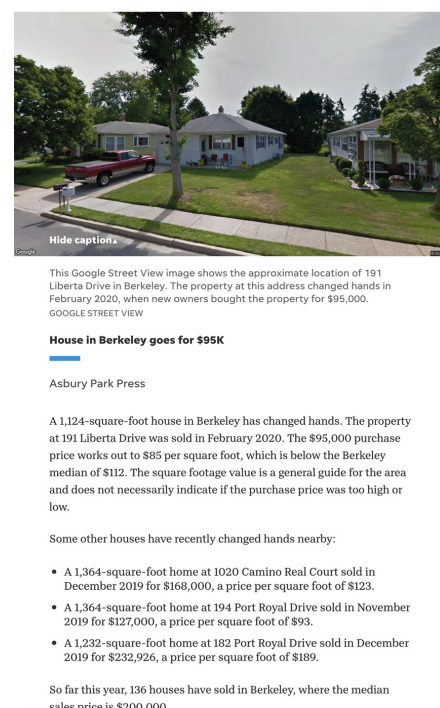 Hide caption▲
Google
This Google Street View image shows the approximate location of 191
Liberta Drive in Berkeley. The property at this address changed hands in
February 2020, when new owners bought the property for $95,000.
GOOGLE STREET VIEW
House in Berkeley goes for $95K
Asbury Park Press
A 1,124-square-foot house in Berkeley has changed hands. The property
at 191 Liberta Drive was sold in February 2020. The $95,000 purchase
price works out to $85 per square foot, which is below the Berkeley
median of $112. The square footage value is a general guide for the area
and does not necessarily indicate if the purchase price was too high or
low.
Some other houses have recently changed hands nearby:
• A 1,364-square-foot home at 1020 Camino Real Court sold in
December 2019 for $168,000, a price per square foot of $123.
• A 1,364-square-foot home at 194 Port Royal Drive sold in November
2019 for $127,000, a price per square foot of $93.
• A 1,232-square-foot home at 182 Port Royal Drive sold in December
2019 for $232,926, a price per square foot of $189.
So far this year, 136 houses have sold in Berkeley, where the median
sales price is $200,000.